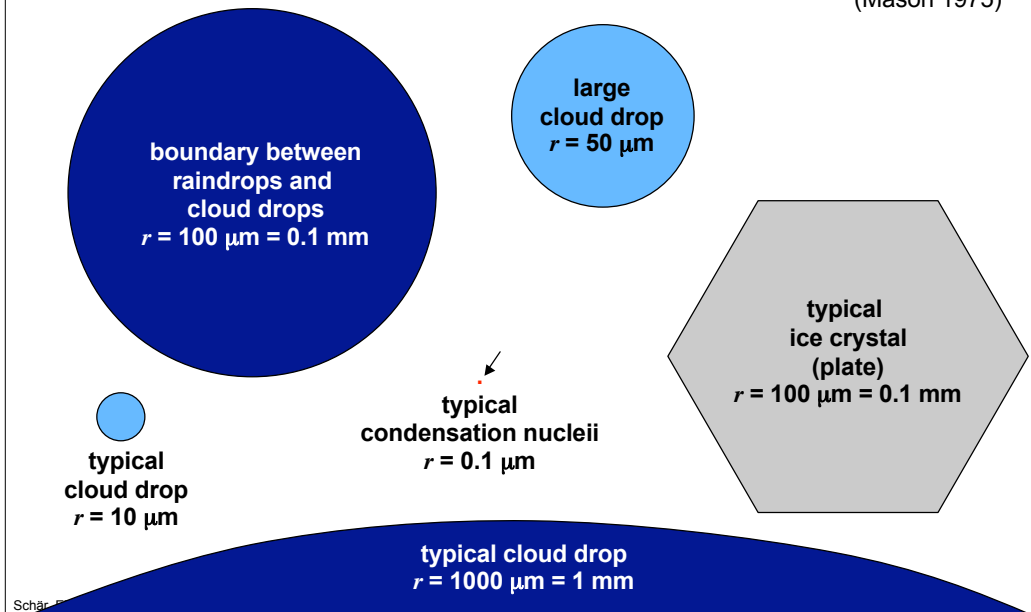 (Mason 1975)
large
cloud drop
r = 50 μm
boundary between
raindrops and
cloud drops
r = 100 μm = 0.1 mm
typical
ice crystal
(plate)
r = 100 μm = 0.1 mm
typical
condensation nucleii
r = 0.1 μm
typical
cloud drop
r = 10 μm
typical cloud drop
r = 1000 μm = 1 mm
Schär